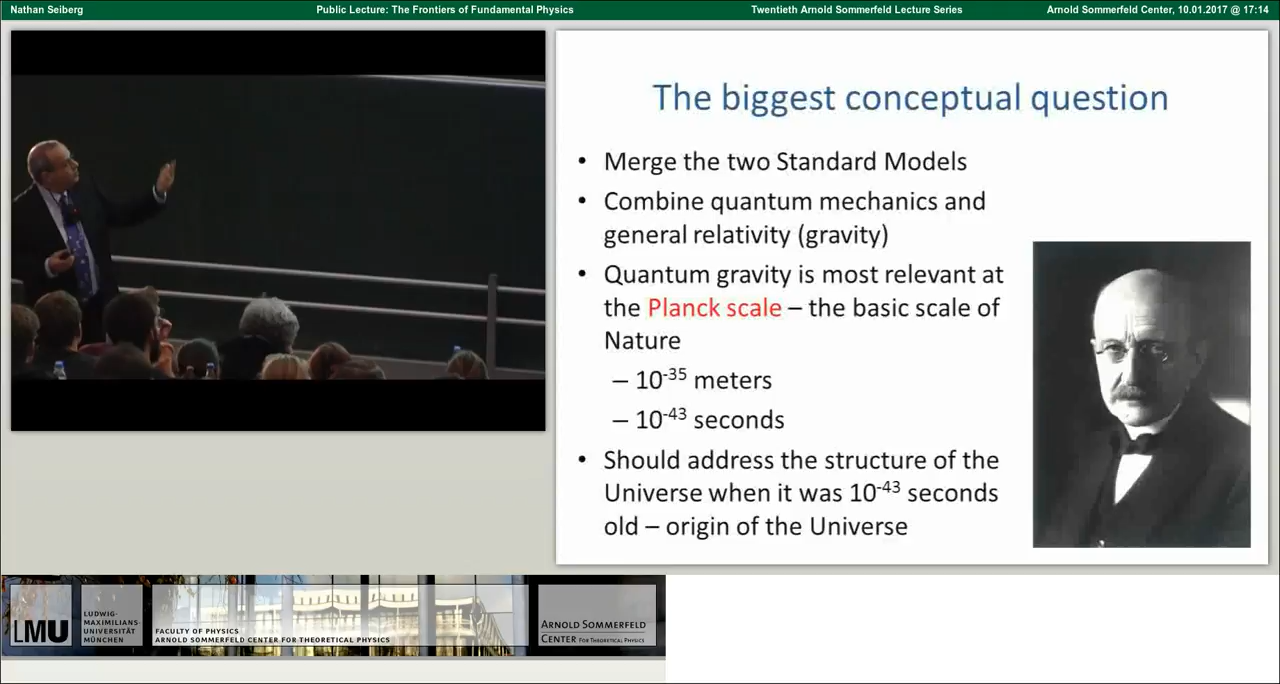 Nathan Seiberg
Public Lecture: The Frontiers of Fundamental Physics
Twentieth Arnold Sommerfeld Lecture Series
Arnold Sommerfeld Center, 10.01.2017 @ 17:14
The biggest conceptual question
• Merge the two Standard Models
• Combine quantum mechanics and
general relativity (gravity)
• Quantum gravity is most relevant at
the Planck scale – the basic scale of
Nature
– 10⁻³⁵ meters
– 10⁻⁴³ seconds
• Should address the structure of the
Universe when it was 10⁻⁴³ seconds
old – origin of the Universe
LMU
LUDWIG-
MAXIMILIANS-
UNIVERSITÄT
MÜNCHEN
FACULTY OF PHYSICS
ARNOLD SOMMERFELD CENTER FOR THEORETICAL PHYSICS
ARNOLD SOMMERFELD
CENTER FOR THEORETICAL PHYSICS